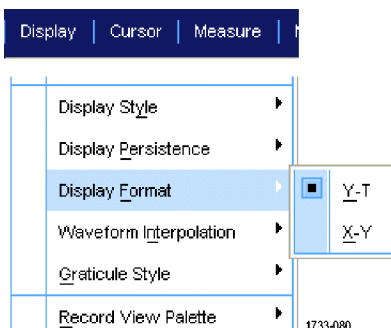 Display | Cursor | Measure |
Display Style
Display Persistence
Display Format
Y-T
Waveform Interpolation
X-Y
Graticule Style
Record View Palette
1733-080